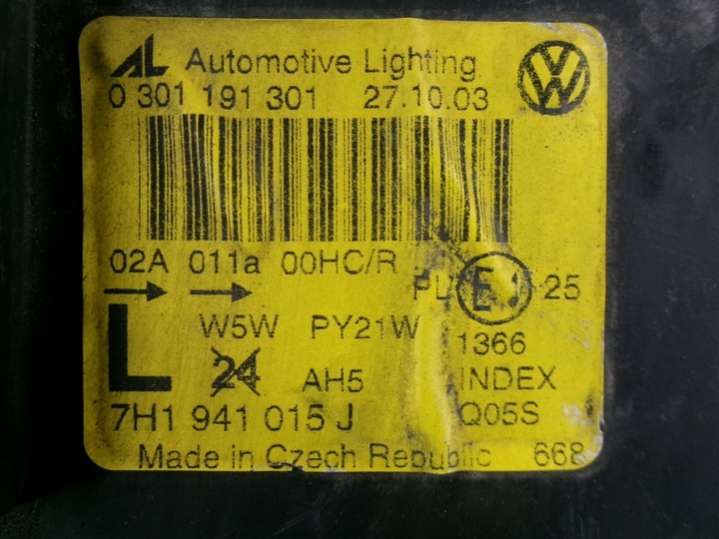 AL Automotive Lighting
0 301 191 301 27.10.03
02A 011a 00HC/R
PL E 25
L W5W PY21W 1366
24 AH5 INDEX
7H1 941 015 J Q05S
Made in Czech Republic 668